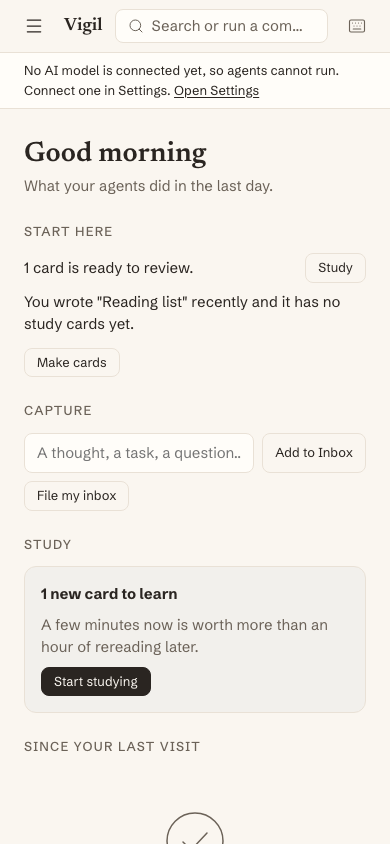 Vigil
Search or run a com...
No AI model is connected yet, so agents cannot run.
Connect one in Settings. Open Settings
Good morning
What your agents did in the last day.
START HERE
1 card is ready to review.
Study
You wrote "Reading list" recently and it has no
study cards yet.
Make cards
CAPTURE
A thought, a task, a question..
Add to Inbox
File my inbox
STUDY
1 new card to learn
A few minutes now is worth more than an
hour of rereading later.
Start studying
SINCE YOUR LAST VISIT